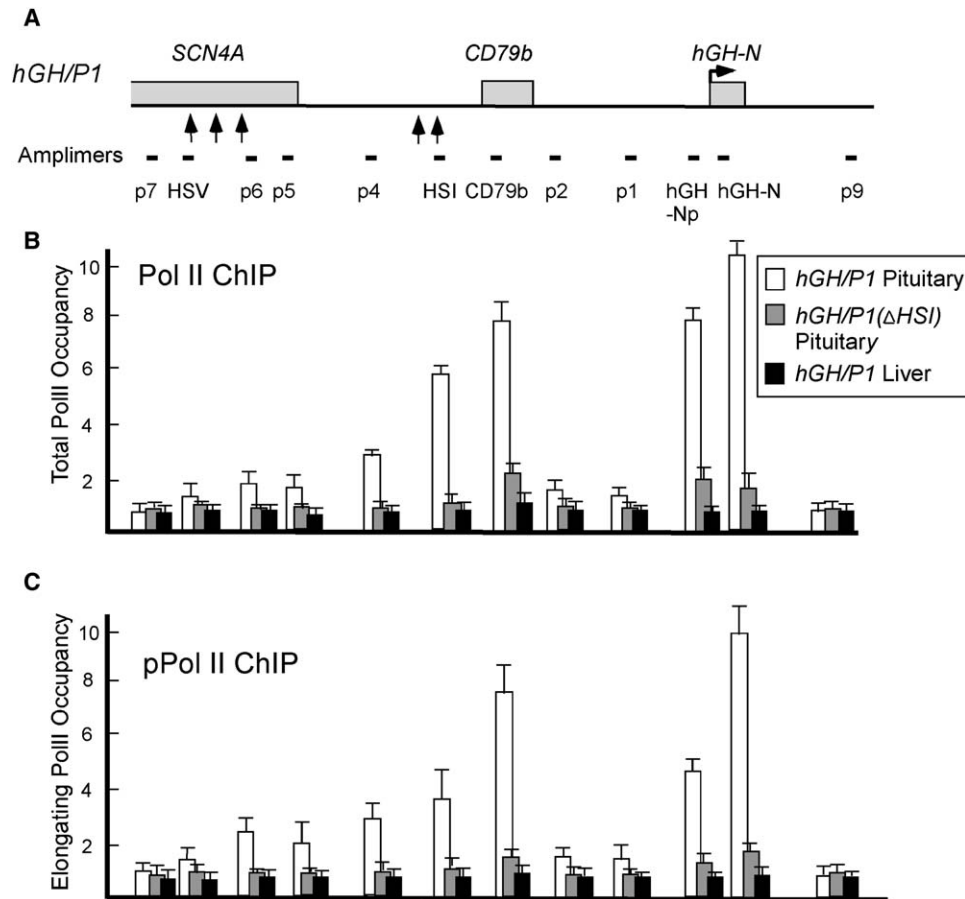 A
SCN4A CD79b hGH-N
hGH/P1
Amplimers
p7 HSV p6 p5 p4 HSI CD79b p2 p1 hGH-Np hGH-N p9
B
Pol II ChIP
Total PolII Occupancy
10
8
6
4
2
hGH/P1 Pituitary
hGH/P1(ΔHSI) Pituitary
hGH/P1 Liver
C
pPol II ChIP
Elongating PolII Occupancy
10
8
6
4
2